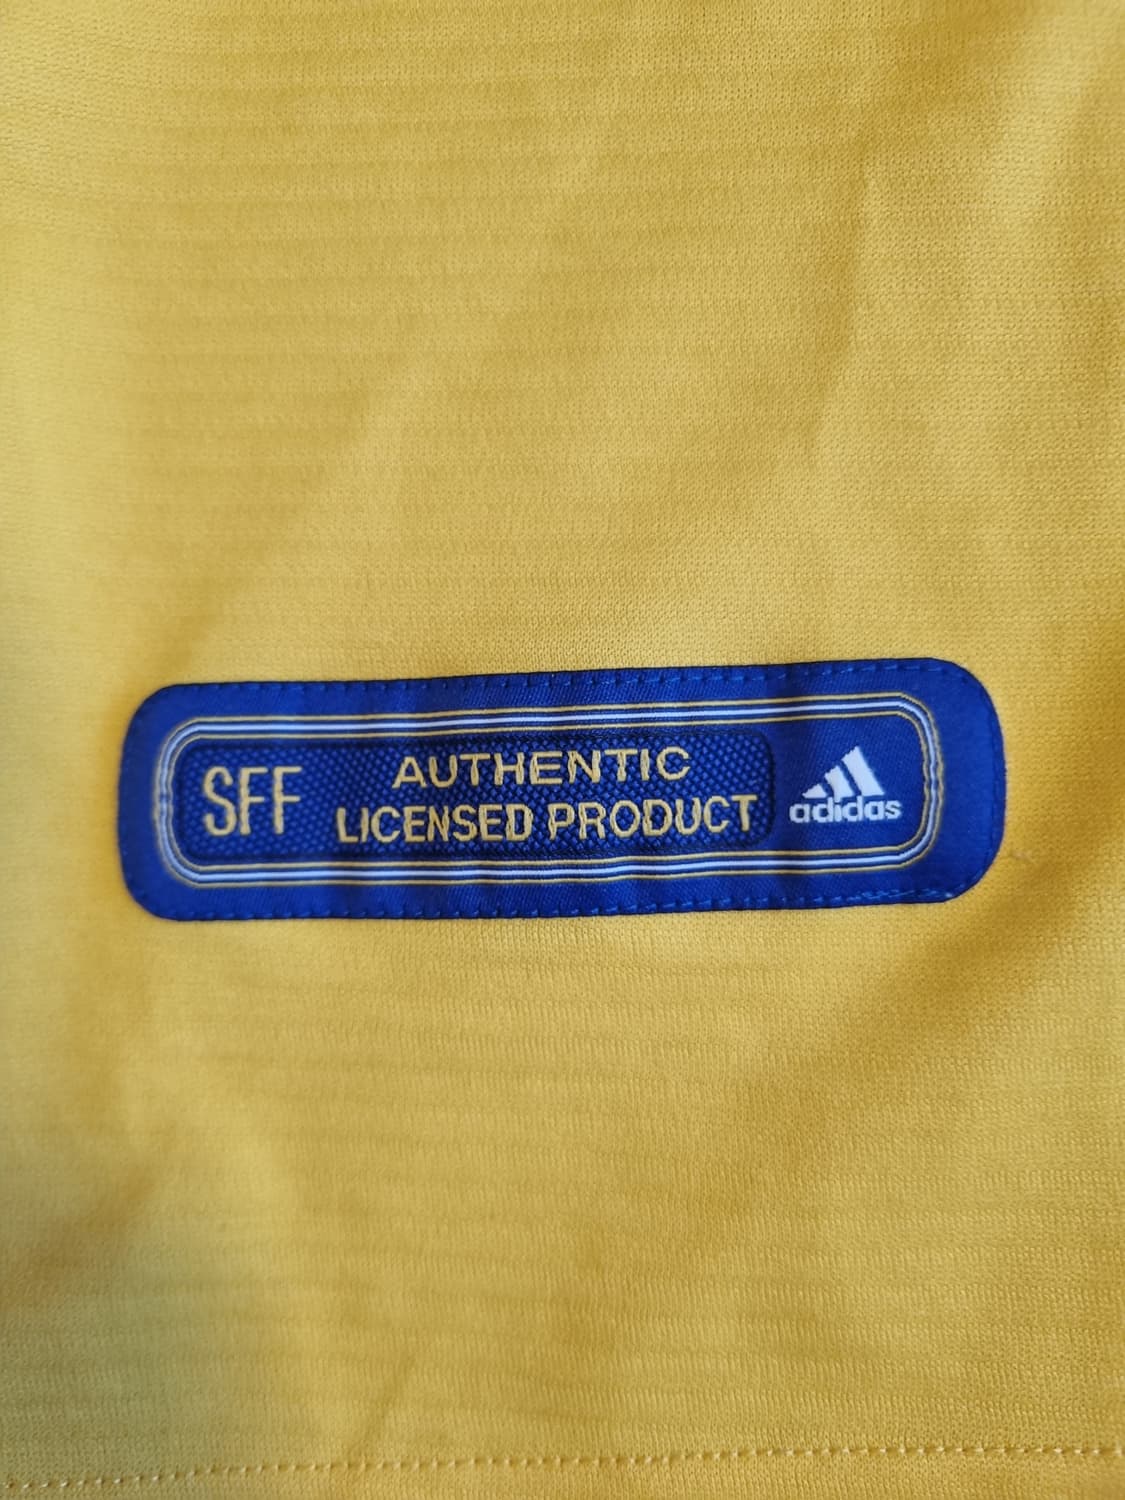 SFF
AUTHENTIC
LICENSED PRODUCT
adidas